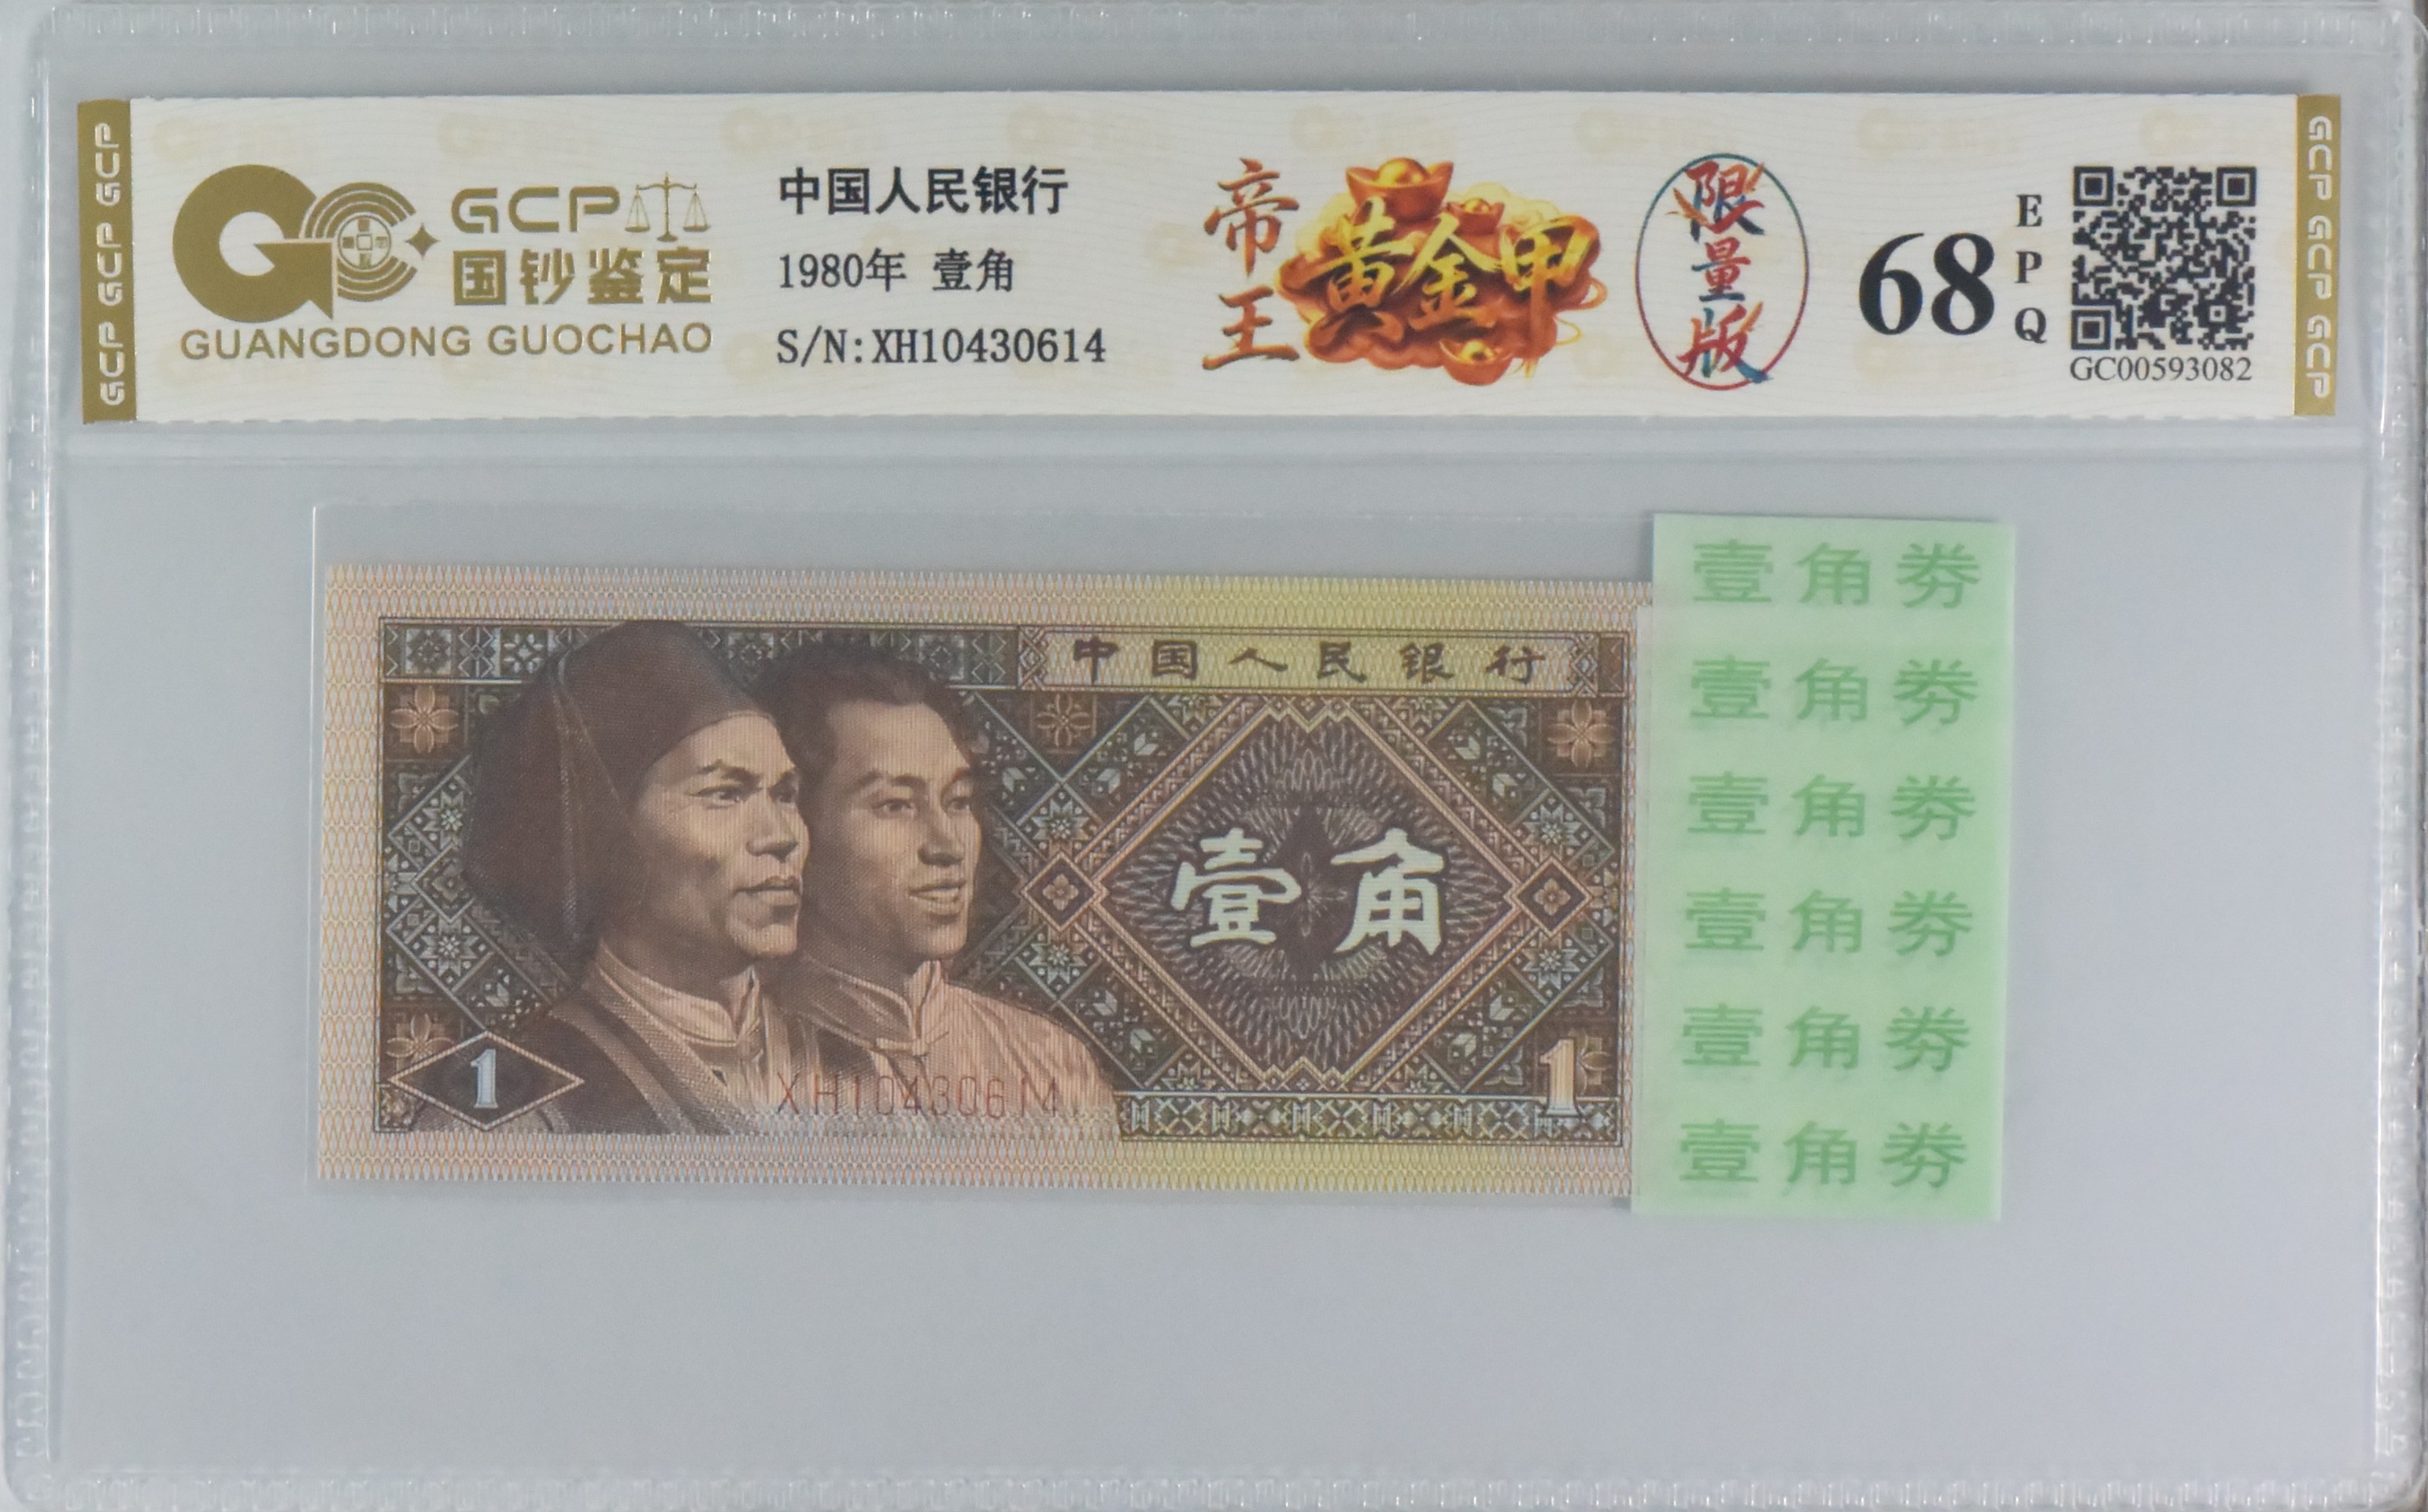 GCP GCP GCP
GCP
国钞鉴定
GUANGDONG GUOCHAO
中国人民银行
1980年 壹角
S/N:XH10430614
帝王
黄金甲
限量版
68
EPQ
GC00593082
GCP GCP GCP
中国人民银行
壹角
1
1
XH10430614
壹角券
壹角券
壹角券
壹角券
壹角券
壹角券